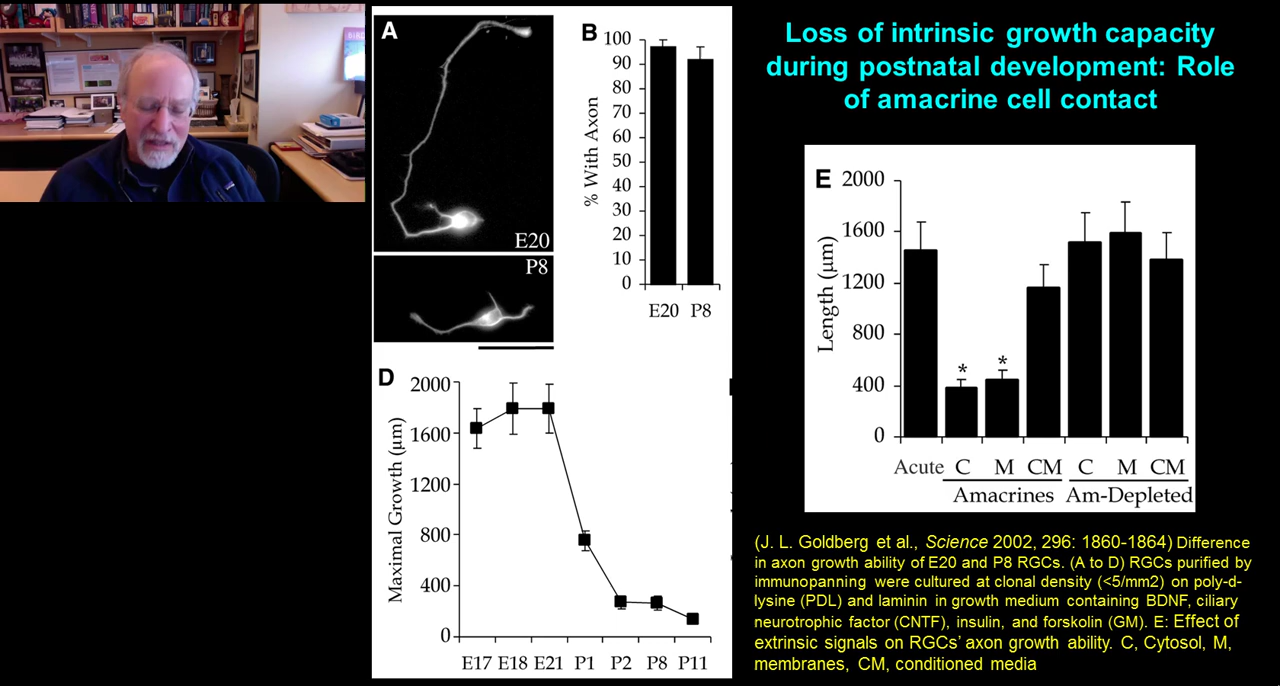 Loss of intrinsic growth capacity
during postnatal development: Role
of amacrine cell contact
A
E20
P8
B
% With Axon
100
90
80
70
60
50
40
30
20
10
0
E20 P8
D
Maximal Growth (μm)
2000
1600
1200
800
400
0
E17 E18 E21 P1 P2 P8 P11
E
Length (μm)
2000
1600
1200
800
400
0
* *
Acute C M CM C M CM
Amacrines Am-Depleted
(J. L. Goldberg et al., Science 2002, 296: 1860-1864) Difference
in axon growth ability of E20 and P8 RGCs. (A to D) RGCs purified by
immunopanning were cultured at clonal density (<5/mm2) on poly-d-
lysine (PDL) and laminin in growth medium containing BDNF, ciliary
neurotrophic factor (CNTF), insulin, and forskolin (GM). E: Effect of
extrinsic signals on RGCs' axon growth ability. C, Cytosol, M,
membranes, CM, conditioned media